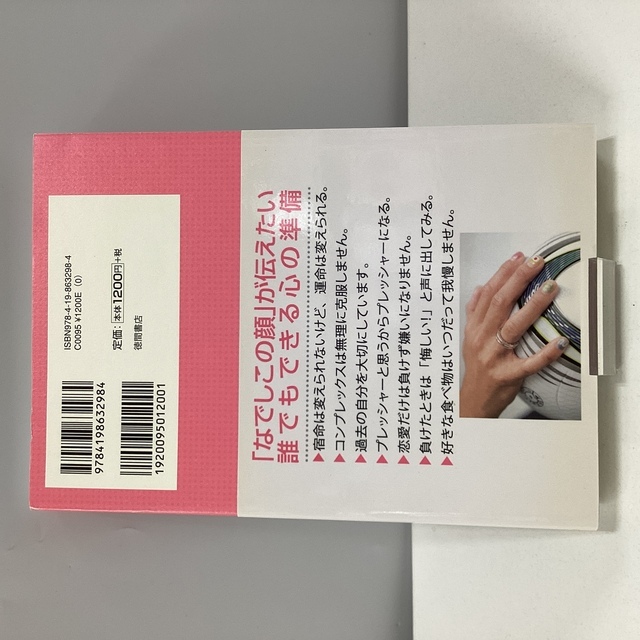 「なでしこの顔」が伝えたい
誰でもできる心の準備
▶宿命は変えられないけど、運命は変えられる。
▶コンプレックスは無理に克服しません。
▶過去の自分を大切にしています。
▶プレッシャーと思うからプレッシャーになる。
▶恋愛だけは負けず嫌いになりません。
▶負けたときは「悔しい!」と声に出してみる。
▶好きな食べ物はいつだって我慢しません。
ISBN978-4-19-863298-4
C0095 ¥1200E (0)
定価:本体1200円+税
徳間書店
9784198632984
1920095012001